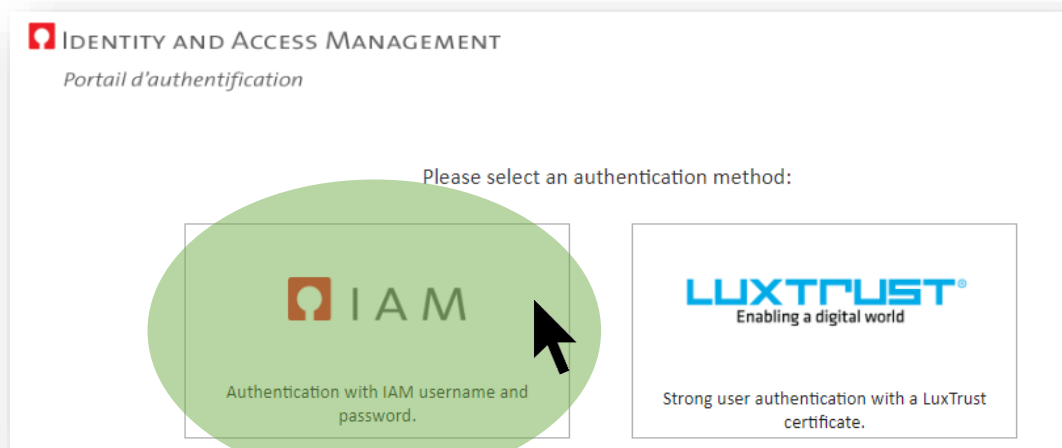 IDENTITY AND ACCESS MANAGEMENT
Portail d'authentification
Please select an authentication method:
IAM
LUXTRUST®
Enabling a digital world
Authentication with IAM username and
password.
Strong user authentication with a LuxTrust
certificate.